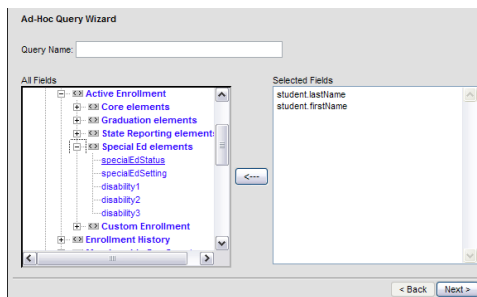 Ad-Hoc Query Wizard
Query Name:
All Fields
Selected Fields
Active Enrollment
Core elements
Graduation elements
State Reporting element
Special Ed elements
specialEdStatus
specialEdSetting
disability1
disability2
disability3
Custom Enrollment
Enrollment History
student.lastName
student.firstName
<---
< Back
Next >